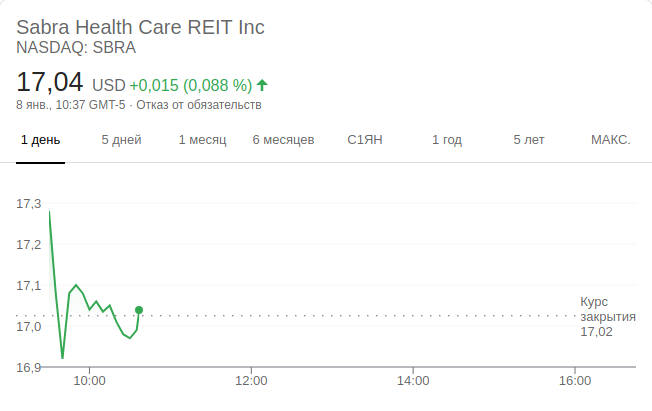 Sabra Health Care REIT Inc
NASDAQ: SBRA
17,04 USD +0,015 (0,088 %)
8 янв., 10:37 GMT-5 · Отказ от обязательств
1 день 5 дней 1 месяц 6 месяцев С1ЯН 1 год 5 лет МАКС.
17,3
17,2
17,1
Курс
закрытия
17,02
17,0
16,9
10:00 12:00 14:00 16:00